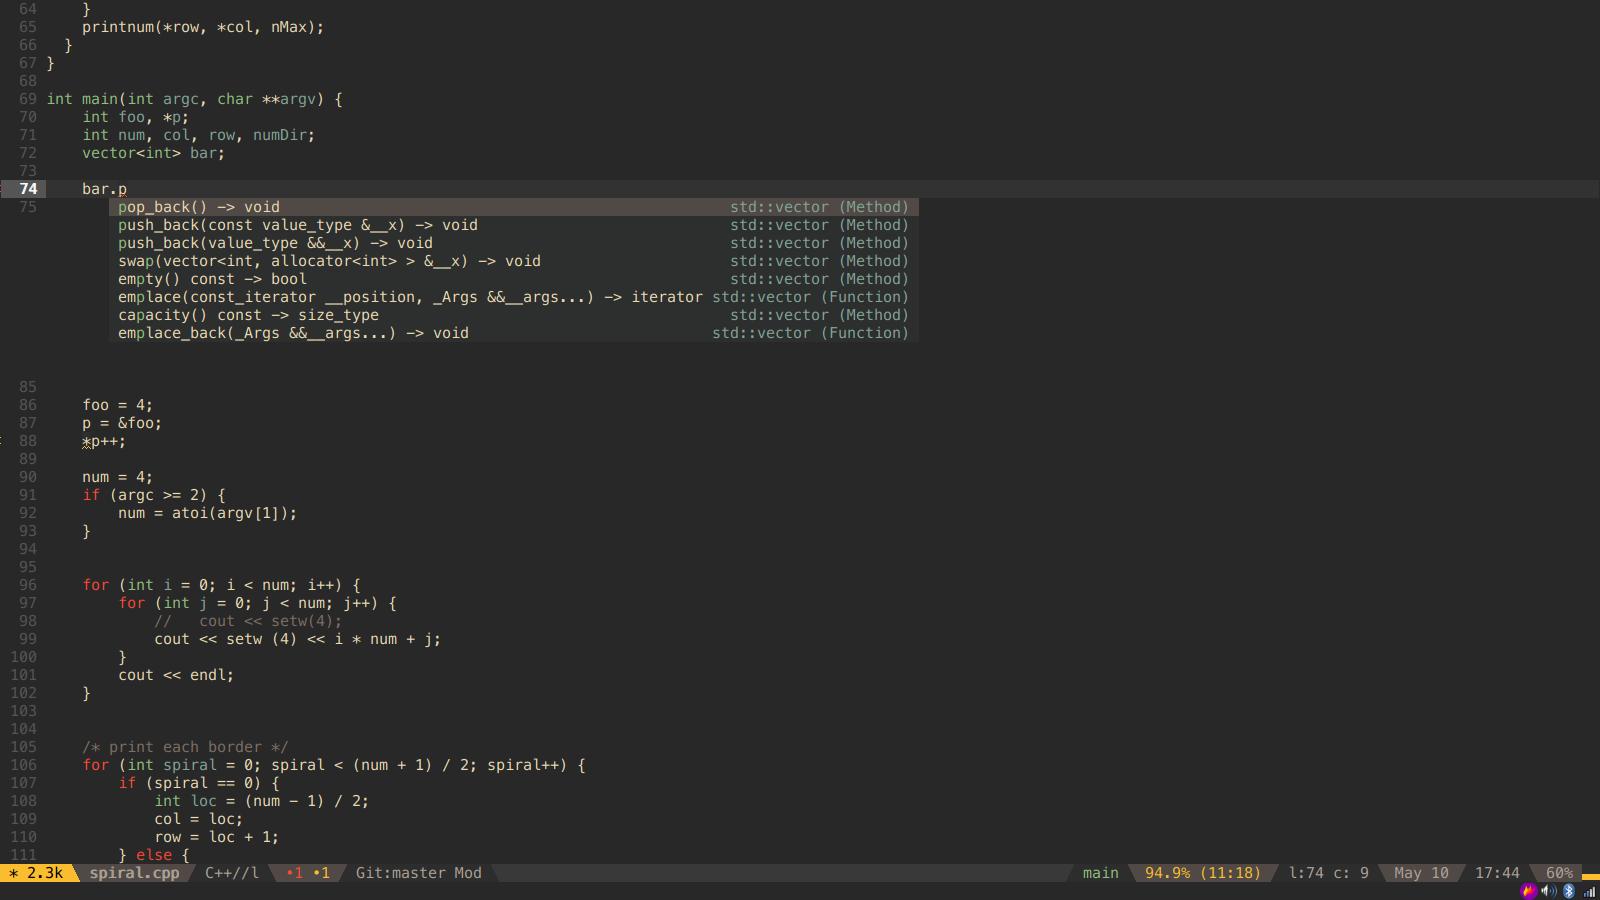 64     }
65     printnum(*row, *col, nMax);
66   }
67 }
68
69 int main(int argc, char **argv) {
70     int foo, *p;
71     int num, col, row, numDir;
72     vector<int> bar;
73
74     bar.p
75         pop_back() −> void std::vector (Method)
push_back(const value_type &__x) −> void std::vector (Method)
push_back(value_type &&__x) −> void std::vector (Method)
swap(vector<int, allocator<int> > &__x) −> void std::vector (Method)
empty() const −> bool std::vector (Method)
emplace(const_iterator __position, _Args &&__args...) −> iterator std::vector (Function)
capacity() const −> size_type std::vector (Method)
emplace_back(_Args &&__args...) −> void std::vector (Function)
85
86     foo = 4;
87     p = &foo;
88     *p++;
89
90     num = 4;
91     if (argc >= 2) {
92         num = atoi(argv[1]);
93     }
94
95
96     for (int i = 0; i < num; i++) {
97         for (int j = 0; j < num; j++) {
98             //   cout << setw(4);
99             cout << setw (4) << i * num + j;
100         }
101         cout << endl;
102     }
103
104
105     /* print each border */
106     for (int spiral = 0; spiral < (num + 1) / 2; spiral++) {
107         if (spiral == 0) {
108             int loc = (num − 1) / 2;
109             col = loc;
110             row = loc + 1;
111         } else {
* 2.3k spiral.cpp C++//l •1 •1 Git:master Mod main 94.9% (11:18) l:74 c: 9 May 10 17:44 60%